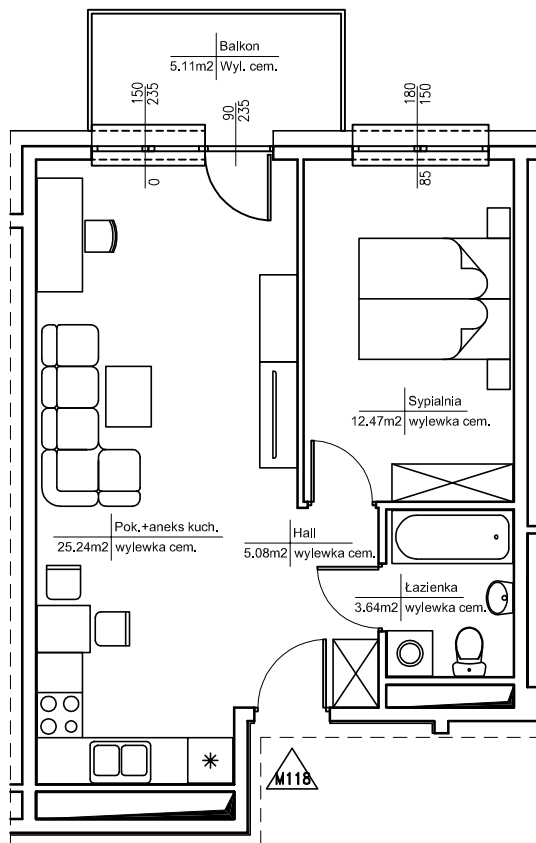 Balkon
5.11m2 Wyl. cem.
150
235
0
90
235
180
150
85
Sypialnia
12.47m2 wylewka cem.
Pok.+aneks kuch.
25.24m2 wylewka cem.
Hall
5.08m2 wylewka cem.
Łazienka
3.64m2 wylewka cem.
M118